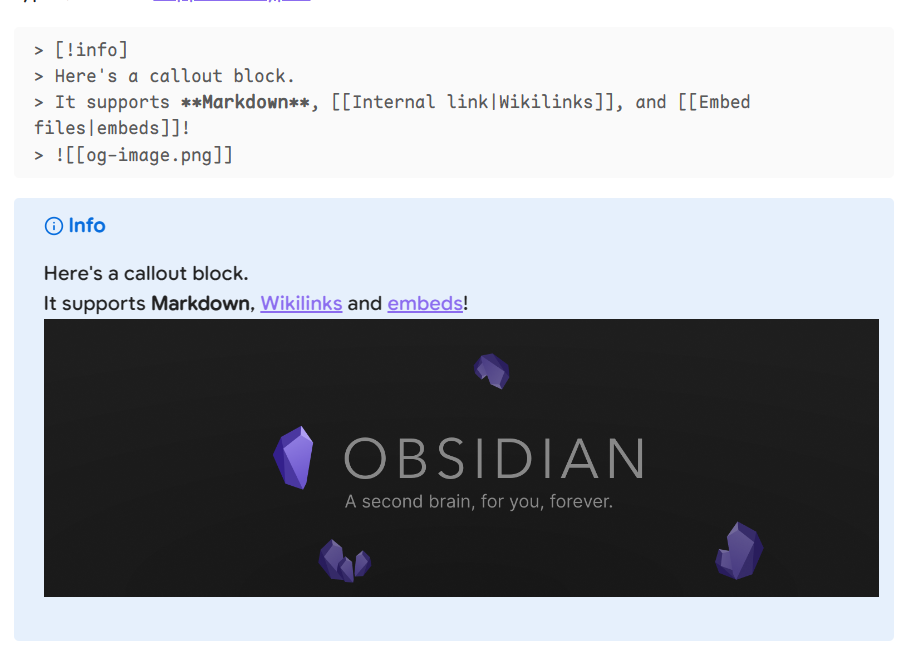 > [!info]
> Here's a callout block.
> It supports **Markdown**, [[Internal link|Wikilinks]], and [[Embed
files|embeds]]!
> ![[og-image.png]]
Info
Here's a callout block.
It supports Markdown, Wikilinks and embeds!
OBSIDIAN
A second brain, for you, forever.